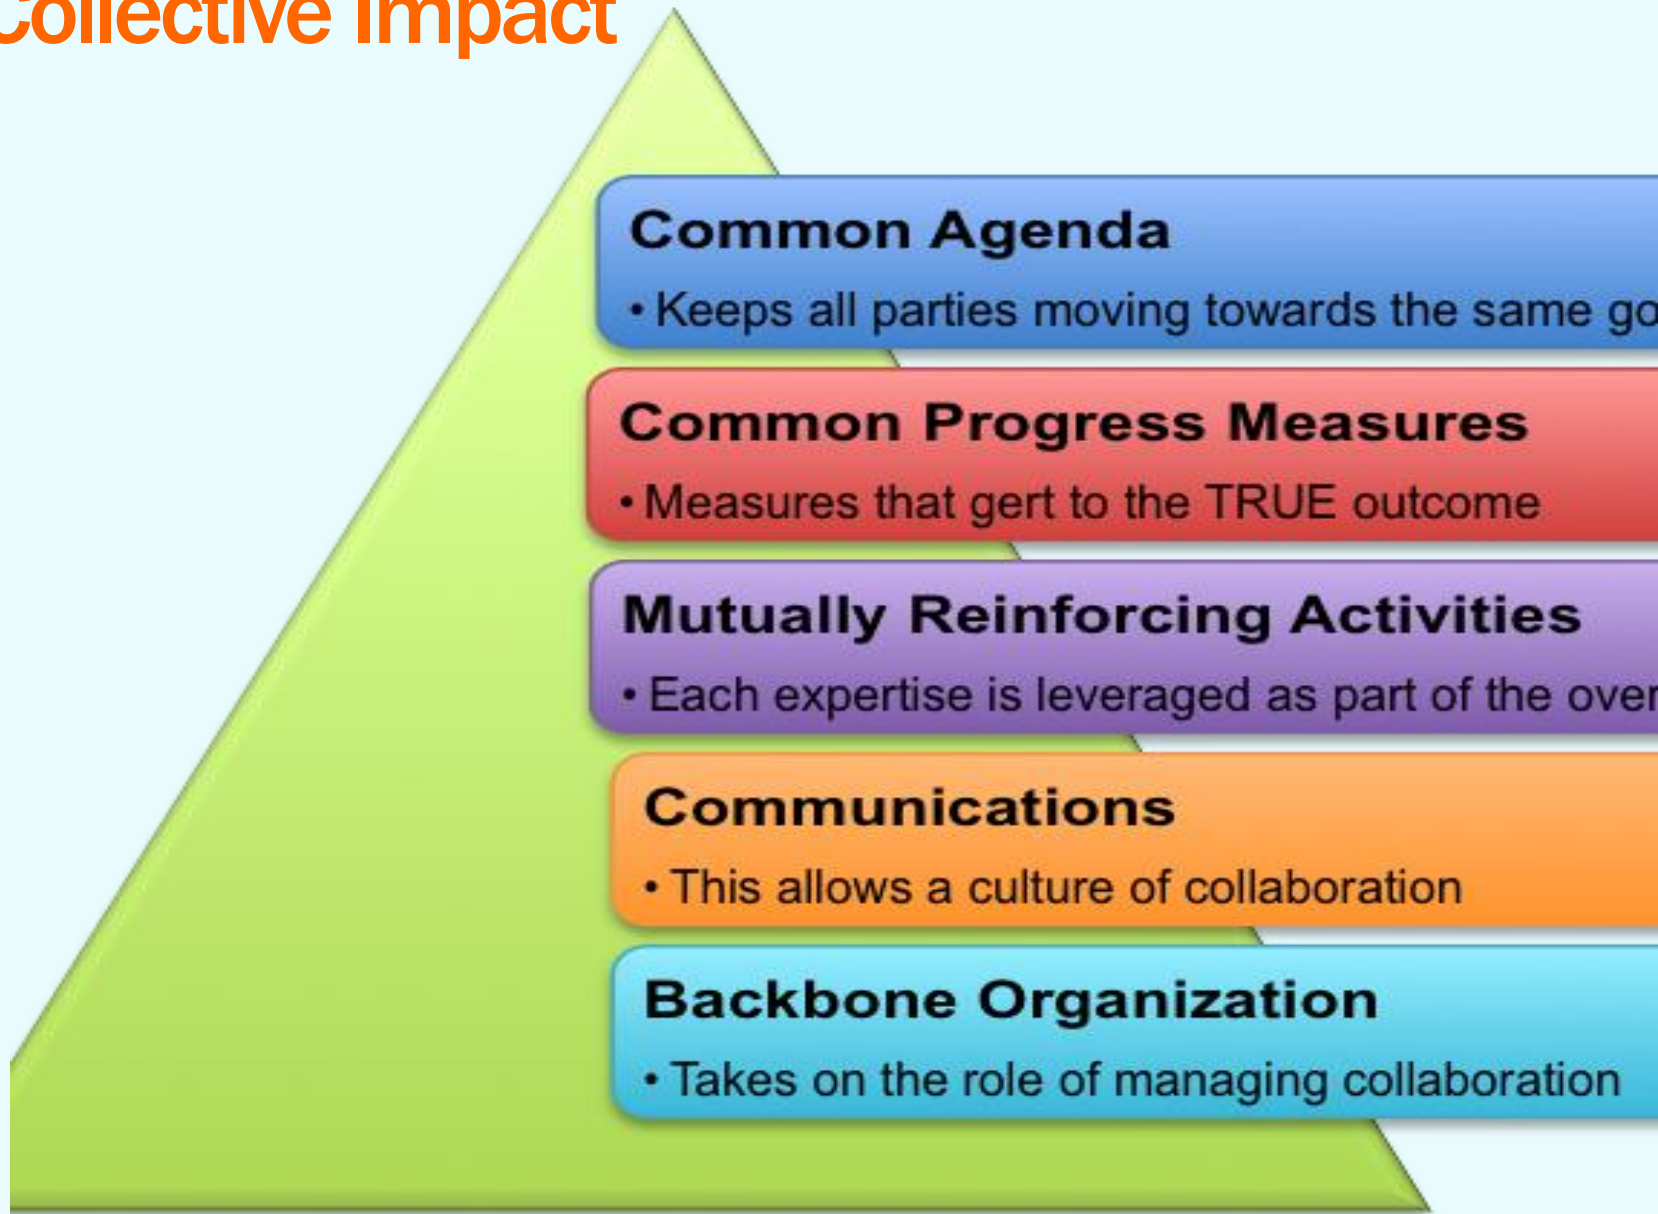 Collective Impact
Common Agenda
• Keeps all parties moving towards the same go
Common Progress Measures
• Measures that gert to the TRUE outcome
Mutually Reinforcing Activities
• Each expertise is leveraged as part of the over
Communications
• This allows a culture of collaboration
Backbone Organization
• Takes on the role of managing collaboration